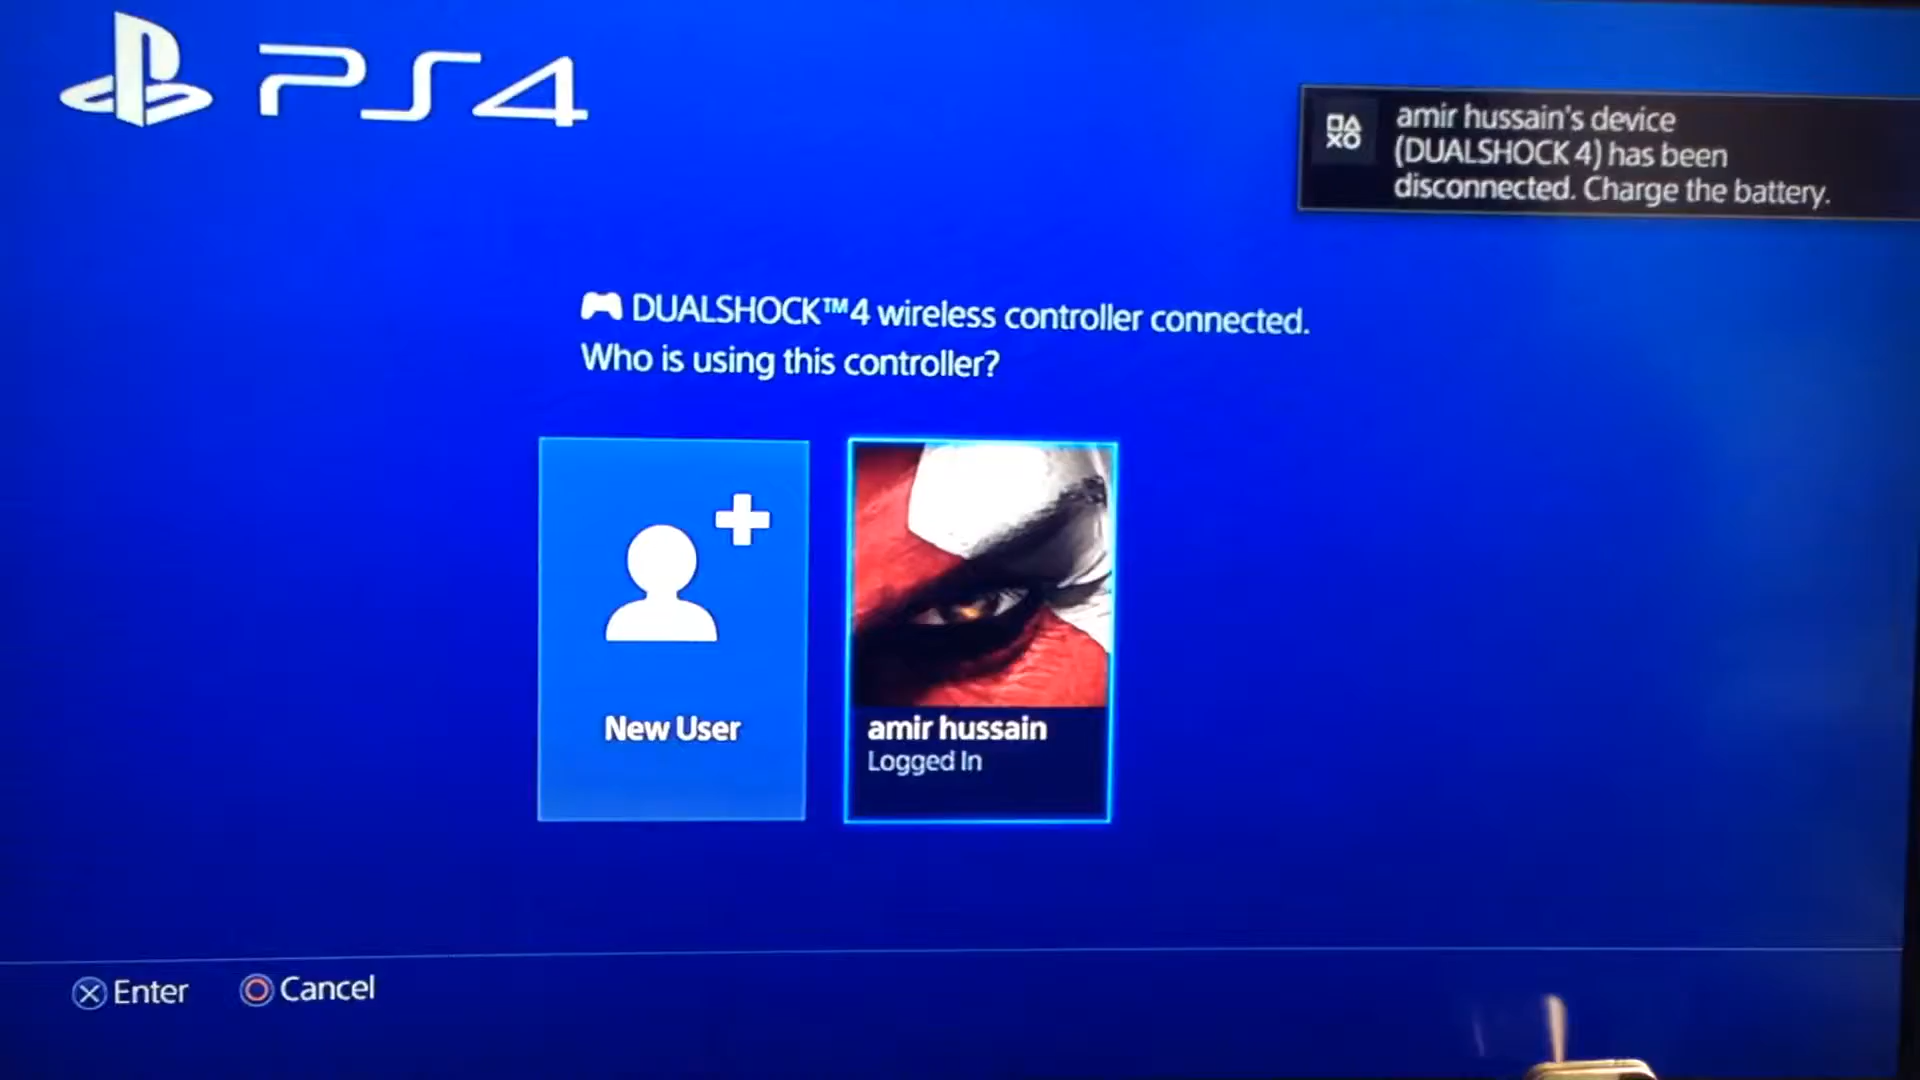 PS4
amir hussain's device
(DUALSHOCK 4) has been
disconnected. Charge the battery.
DUALSHOCK™4 wireless controller connected.
Who is using this controller?
New User
amir hussain
Logged In
Enter
Cancel